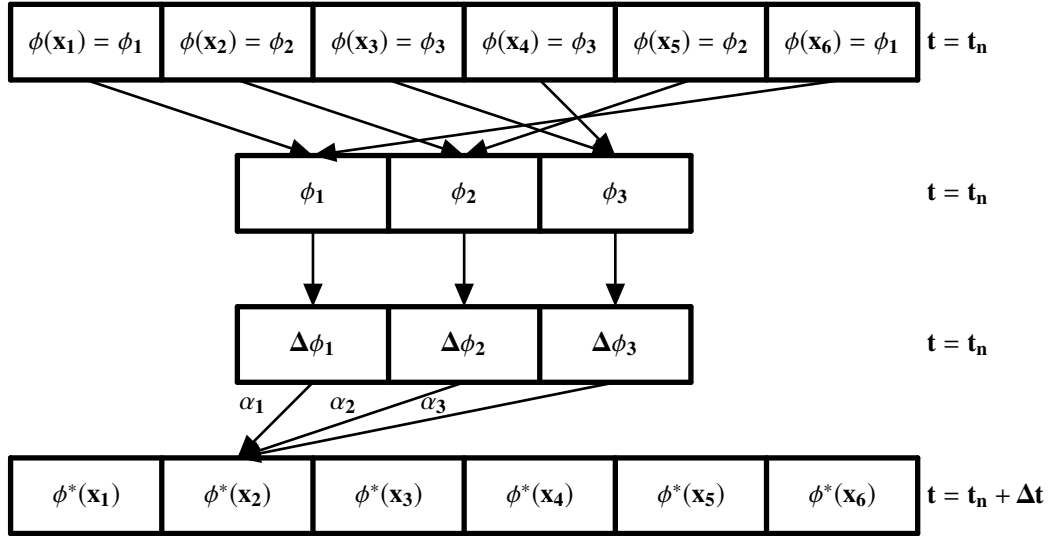 ϕ(x₁) = ϕ₁ ϕ(x₂) = ϕ₂ ϕ(x₃) = ϕ₃ ϕ(x₄) = ϕ₃ ϕ(x₅) = ϕ₂ ϕ(x₆) = ϕ₁ t = tₙ
ϕ₁ ϕ₂ ϕ₃ t = tₙ
Δϕ₁ Δϕ₂ Δϕ₃ t = tₙ
α₁ α₂ α₃
ϕ*(x₁) ϕ*(x₂) ϕ*(x₃) ϕ*(x₄) ϕ*(x₅) ϕ*(x₆) t = tₙ + Δt